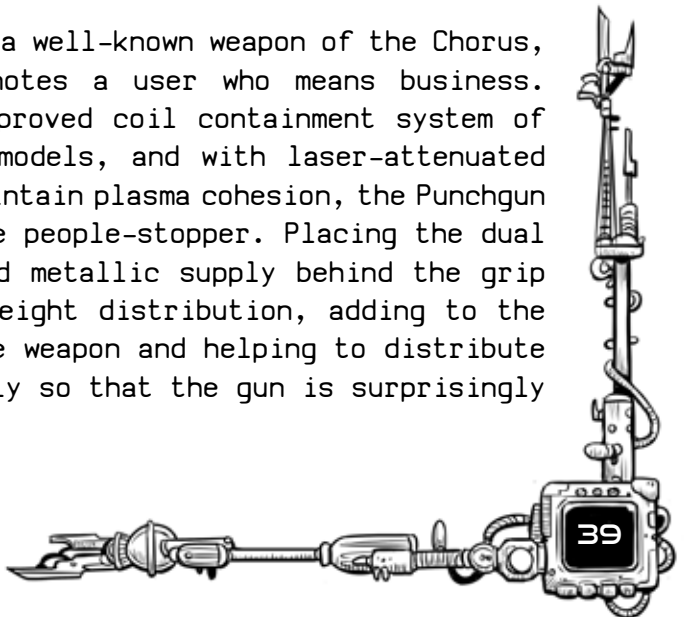 a well-known weapon of the Chorus,
notes a user who means business.
proved coil containment system of
models, and with laser-attenuated
ntain plasma cohesion, the Punchgun
e people-stopper. Placing the dual
d metallic supply behind the grip
eight distribution, adding to the
e weapon and helping to distribute
ly so that the gun is surprisingly
39